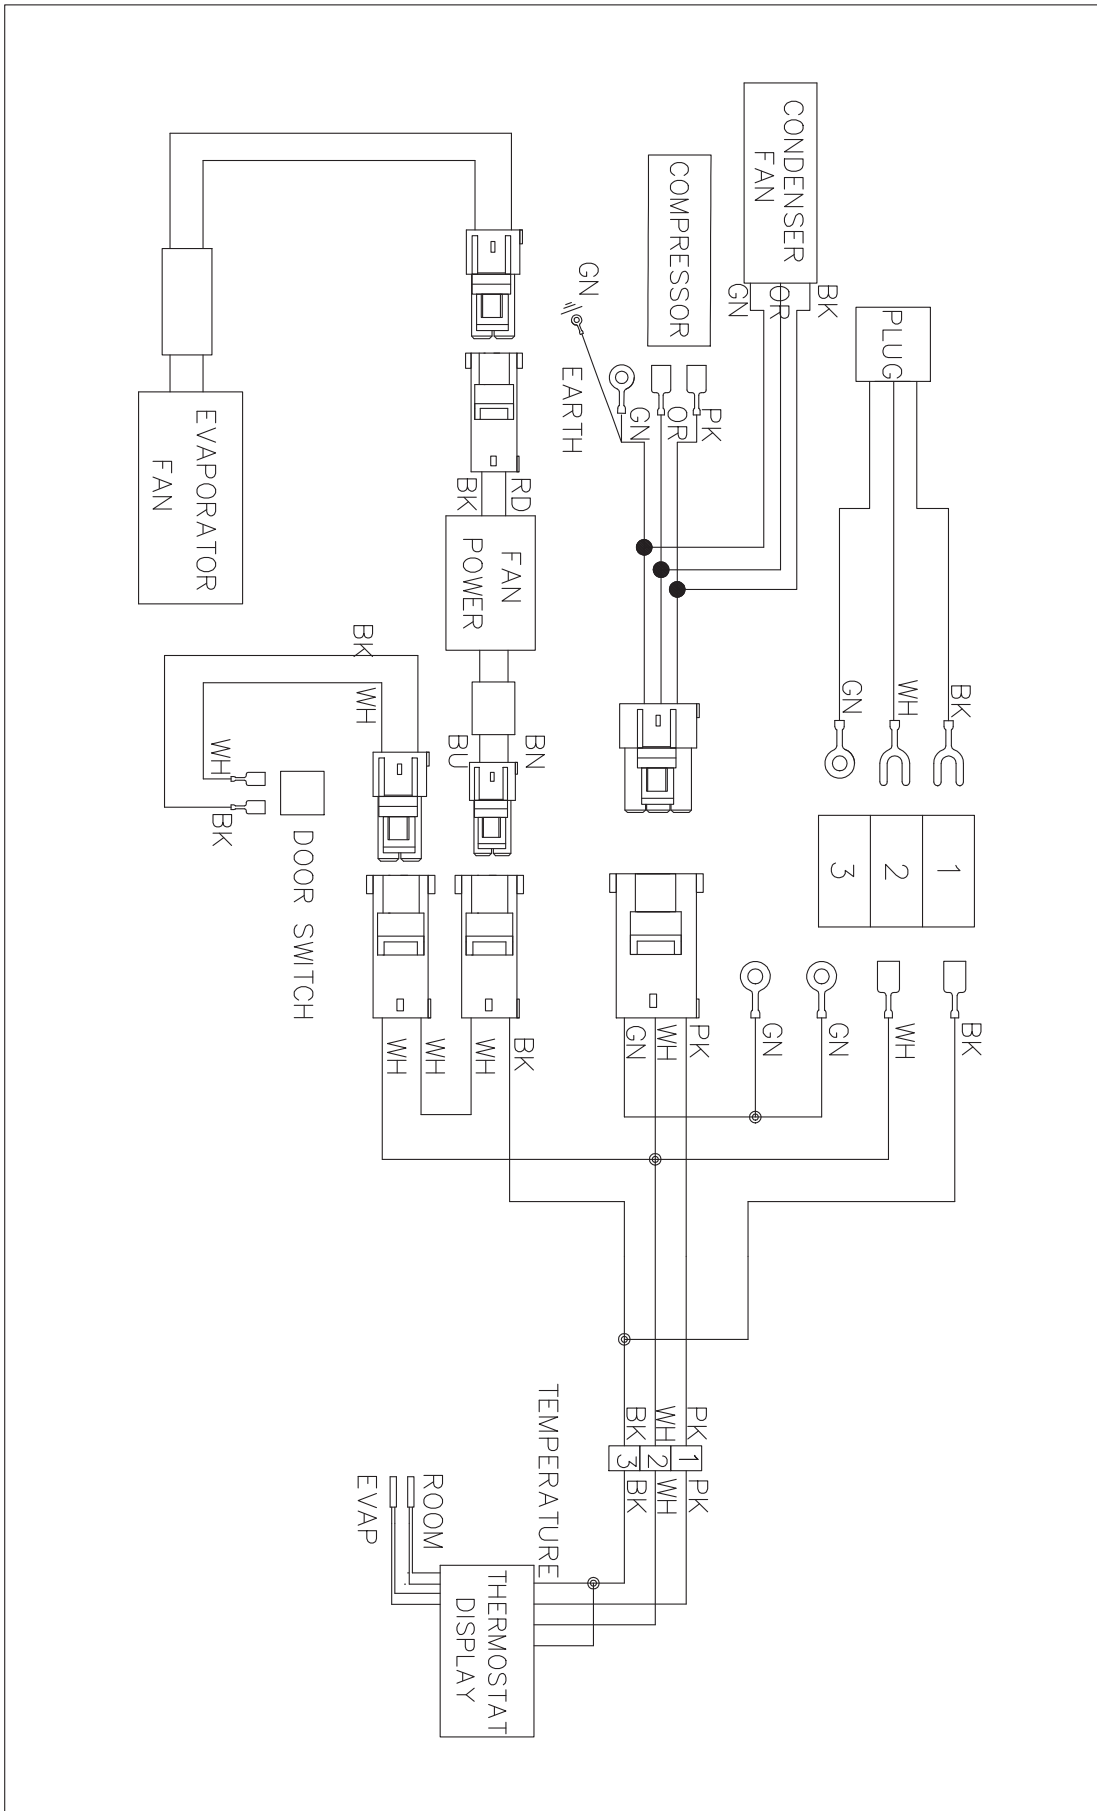 PLUG
BK
WH
GN
1
2
3
BK
WH
GN
GN
CONDENSER
FAN
BK
OR
GN
COMPRESSOR
PK
OR
GN
GN
EARTH
PK
WH
GN
PK
WH
BK
1
2
3
PK
WH
BK
TEMPERATURE
THERMOSTAT
DISPLAY
ROOM
EVAP
RD
BK
FAN
POWER
BN
BU
BK
WH
WH
WH
BK
WH
WH
BK
DOOR SWITCH
EVAPORATOR
FAN